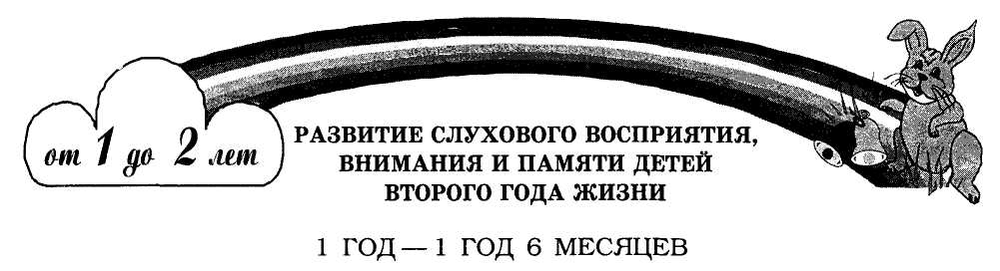 от 1 до 2 лет
РАЗВИТИЕ СЛУХОВОГО ВОСПРИЯТИЯ,
ВНИМАНИЯ И ПАМЯТИ ДЕТЕЙ
ВТОРОГО ГОДА ЖИЗНИ
1 ГОД — 1 ГОД 6 МЕСЯЦЕВ